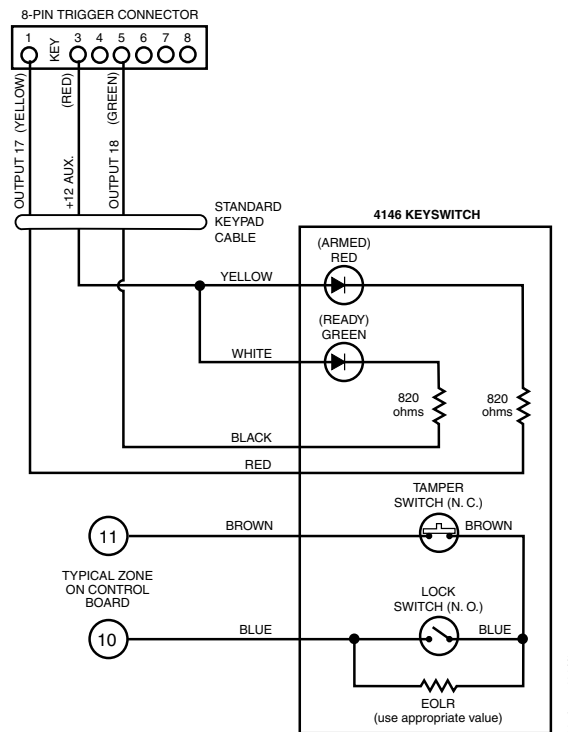 8-PIN TRIGGER CONNECTOR
1 KEY 3 4 5 6 7 8
OUTPUT 17 (YELLOW)
+12 AUX. (RED)
OUTPUT 18 (GREEN)
STANDARD
KEYPAD
CABLE
4146 KEYSWITCH
(ARMED)
RED
YELLOW
(READY)
GREEN
WHITE
820
ohms
820
ohms
BLACK
RED
TAMPER
SWITCH (N. C.)
BROWN
BROWN
11
TYPICAL ZONE
ON CONTROL
BOARD
LOCK
SWITCH (N. O.)
10
BLUE
BLUE
EOLR
(use appropriate value)